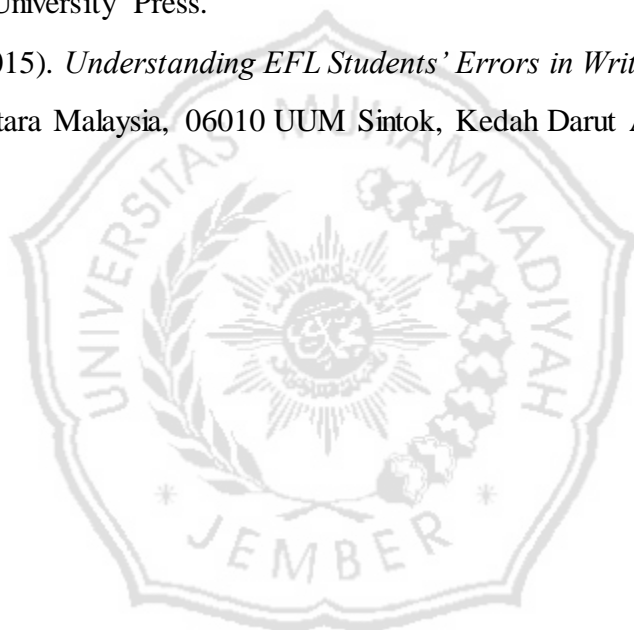 University Press.
015). Understanding EFL Students’ Errors in Writ
tara Malaysia, 06010 UUM Sintok, Kedah Darut A
UNIVERSITAS MUHAMMADIYAH
JEMBER